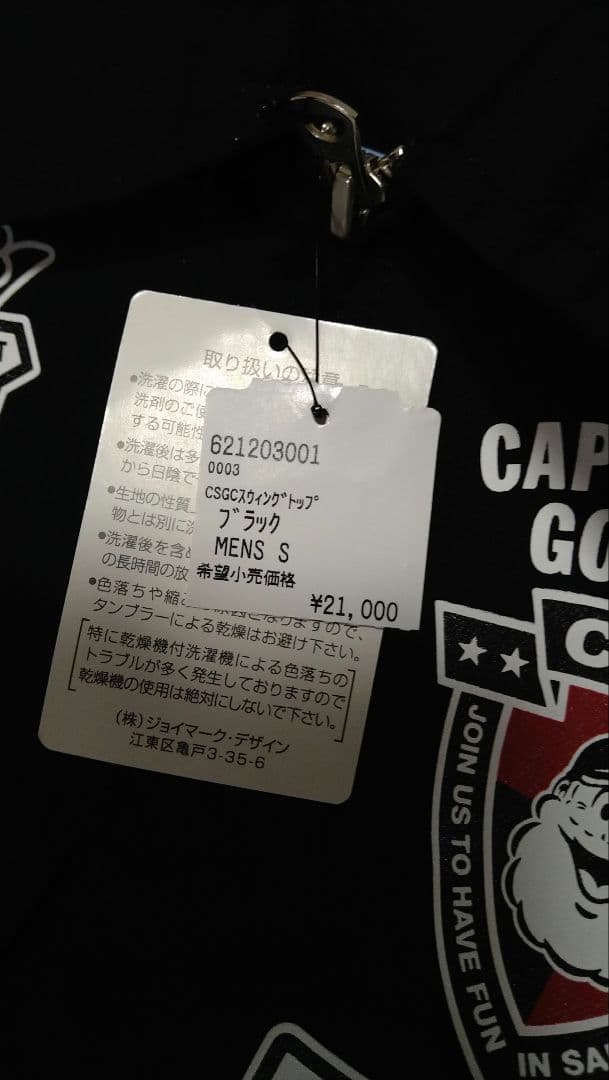 取り扱いの
●洗濯の際に
洗剤のご使
する可能性
●洗濯後は多
から日陰で
●生地の性質
物とは別に洗
●洗濯後を含め
の長時間の放
●色落ちや縮
となりますので、
タンブラーによる乾燥はお避け下さい。
特に乾燥機付洗濯機による色落ちの
トラブルが多く発生しておりますので
乾燥機の使用は絶対にしないで下さい。
(株)ジョイマーク・デザイン
江東区亀戸3-35-6
621203001
0003
CSGCスウィングトップ
ブラック
MENS S
希望小売価格
¥21,000
CAP
GO
C
JOIN US TO HAVE FUN
IN SA